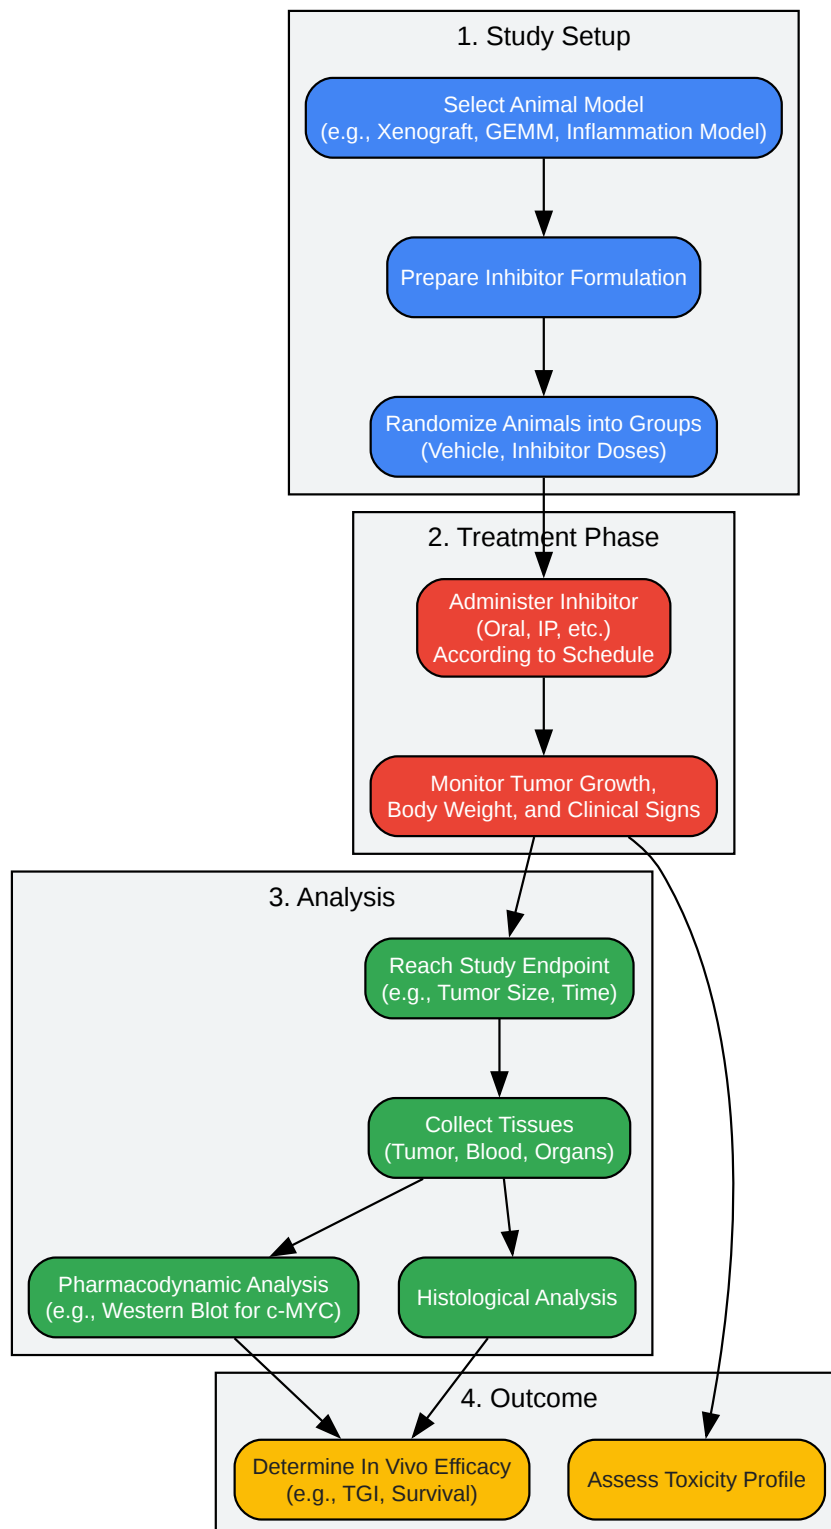 1. Study Setup
Select Animal Model
(e.g., Xenograft, GEMM, Inflammation Model)
Prepare Inhibitor Formulation
Randomize Animals into Groups
(Vehicle, Inhibitor Doses)
2. Treatment Phase
Administer Inhibitor
(Oral, IP, etc.)
According to Schedule
Monitor Tumor Growth,
Body Weight, and Clinical Signs
3. Analysis
Reach Study Endpoint
(e.g., Tumor Size, Time)
Collect Tissues
(Tumor, Blood, Organs)
Pharmacodynamic Analysis
(e.g., Western Blot for c-MYC)
Histological Analysis
4. Outcome
Determine In Vivo Efficacy
(e.g., TGI, Survival)
Assess Toxicity Profile